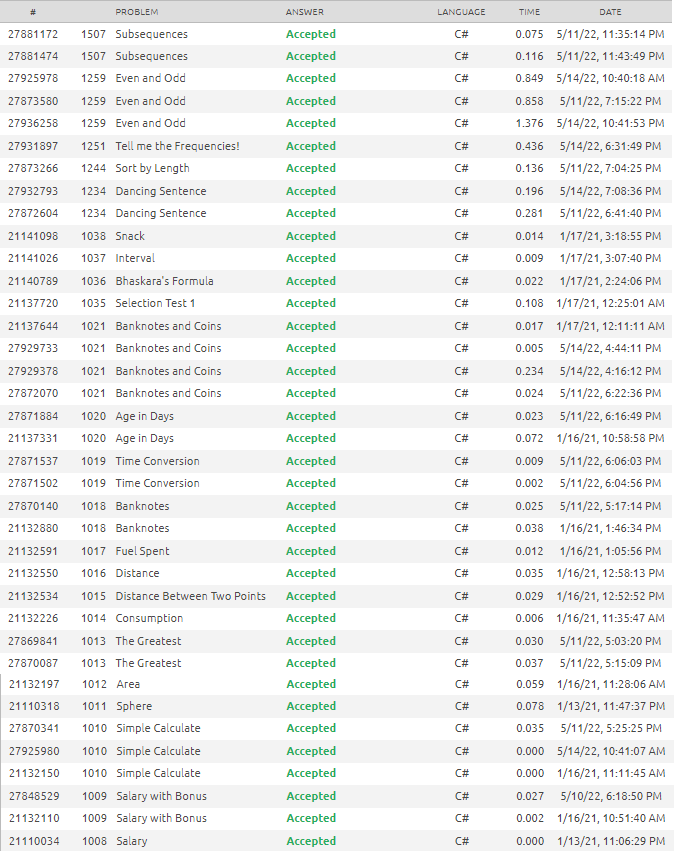 # PROBLEM ANSWER LANGUAGE TIME DATE
27881172 1507 Subsequences Accepted C# 0.075 5/11/22, 11:35:14 PM
27881474 1507 Subsequences Accepted C# 0.116 5/11/22, 11:43:49 PM
27925978 1259 Even and Odd Accepted C# 0.849 5/14/22, 10:40:18 AM
27873580 1259 Even and Odd Accepted C# 0.858 5/11/22, 7:15:22 PM
27936258 1259 Even and Odd Accepted C# 1.376 5/14/22, 10:41:53 PM
27931897 1251 Tell me the Frequencies! Accepted C# 0.436 5/14/22, 6:31:49 PM
27873266 1244 Sort by Length Accepted C# 0.136 5/11/22, 7:04:25 PM
27932793 1234 Dancing Sentence Accepted C# 0.196 5/14/22, 7:08:36 PM
27872604 1234 Dancing Sentence Accepted C# 0.281 5/11/22, 6:41:40 PM
21141098 1038 Snack Accepted C# 0.014 1/17/21, 3:18:55 PM
21141026 1037 Interval Accepted C# 0.009 1/17/21, 3:07:40 PM
21140789 1036 Bhaskara's Formula Accepted C# 0.022 1/17/21, 2:24:06 PM
21137720 1035 Selection Test 1 Accepted C# 0.108 1/17/21, 12:25:01 AM
21137644 1021 Banknotes and Coins Accepted C# 0.017 1/17/21, 12:11:11 AM
27929733 1021 Banknotes and Coins Accepted C# 0.005 5/14/22, 4:44:11 PM
27929378 1021 Banknotes and Coins Accepted C# 0.234 5/14/22, 4:16:12 PM
27872070 1021 Banknotes and Coins Accepted C# 0.024 5/11/22, 6:22:36 PM
27871884 1020 Age in Days Accepted C# 0.023 5/11/22, 6:16:49 PM
21137331 1020 Age in Days Accepted C# 0.072 1/16/21, 10:58:58 PM
27871537 1019 Time Conversion Accepted C# 0.009 5/11/22, 6:06:03 PM
27871502 1019 Time Conversion Accepted C# 0.002 5/11/22, 6:04:56 PM
27870140 1018 Banknotes Accepted C# 0.025 5/11/22, 5:17:14 PM
21132880 1018 Banknotes Accepted C# 0.038 1/16/21, 1:46:34 PM
21132591 1017 Fuel Spent Accepted C# 0.012 1/16/21, 1:05:56 PM
21132550 1016 Distance Accepted C# 0.035 1/16/21, 12:58:13 PM
21132534 1015 Distance Between Two Points Accepted C# 0.029 1/16/21, 12:52:52 PM
21132226 1014 Consumption Accepted C# 0.006 1/16/21, 11:35:47 AM
27869841 1013 The Greatest Accepted C# 0.030 5/11/22, 5:03:20 PM
27870087 1013 The Greatest Accepted C# 0.037 5/11/22, 5:15:09 PM
21132197 1012 Area Accepted C# 0.059 1/16/21, 11:28:06 AM
21110318 1011 Sphere Accepted C# 0.078 1/13/21, 11:47:37 PM
27870341 1010 Simple Calculate Accepted C# 0.035 5/11/22, 5:25:25 PM
27925980 1010 Simple Calculate Accepted C# 0.000 5/14/22, 10:41:07 AM
21132150 1010 Simple Calculate Accepted C# 0.000 1/16/21, 11:11:45 AM
27848529 1009 Salary with Bonus Accepted C# 0.027 5/10/22, 6:18:50 PM
21132110 1009 Salary with Bonus Accepted C# 0.002 1/16/21, 10:51:40 AM
21110034 1008 Salary Accepted C# 0.000 1/13/21, 11:06:29 PM